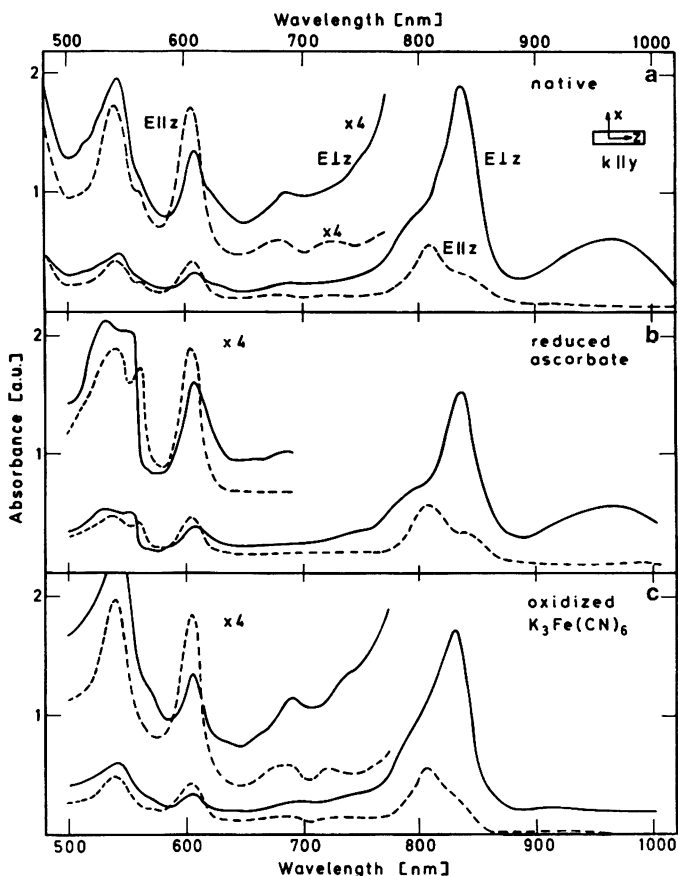 Wavelength [nm]
500 600 700 800 900 1000
2
native
a
E∥z
x4
x
z
k∥y
E⊥z
E⊥z
1
x4
E∥z
2
x4
reduced
ascorbate
b
Absorbance [a.u.]
1
2
x4
oxidized
K₃Fe(CN)₆
c
1
500 600 700 800 900 1000
Wavelength [nm]